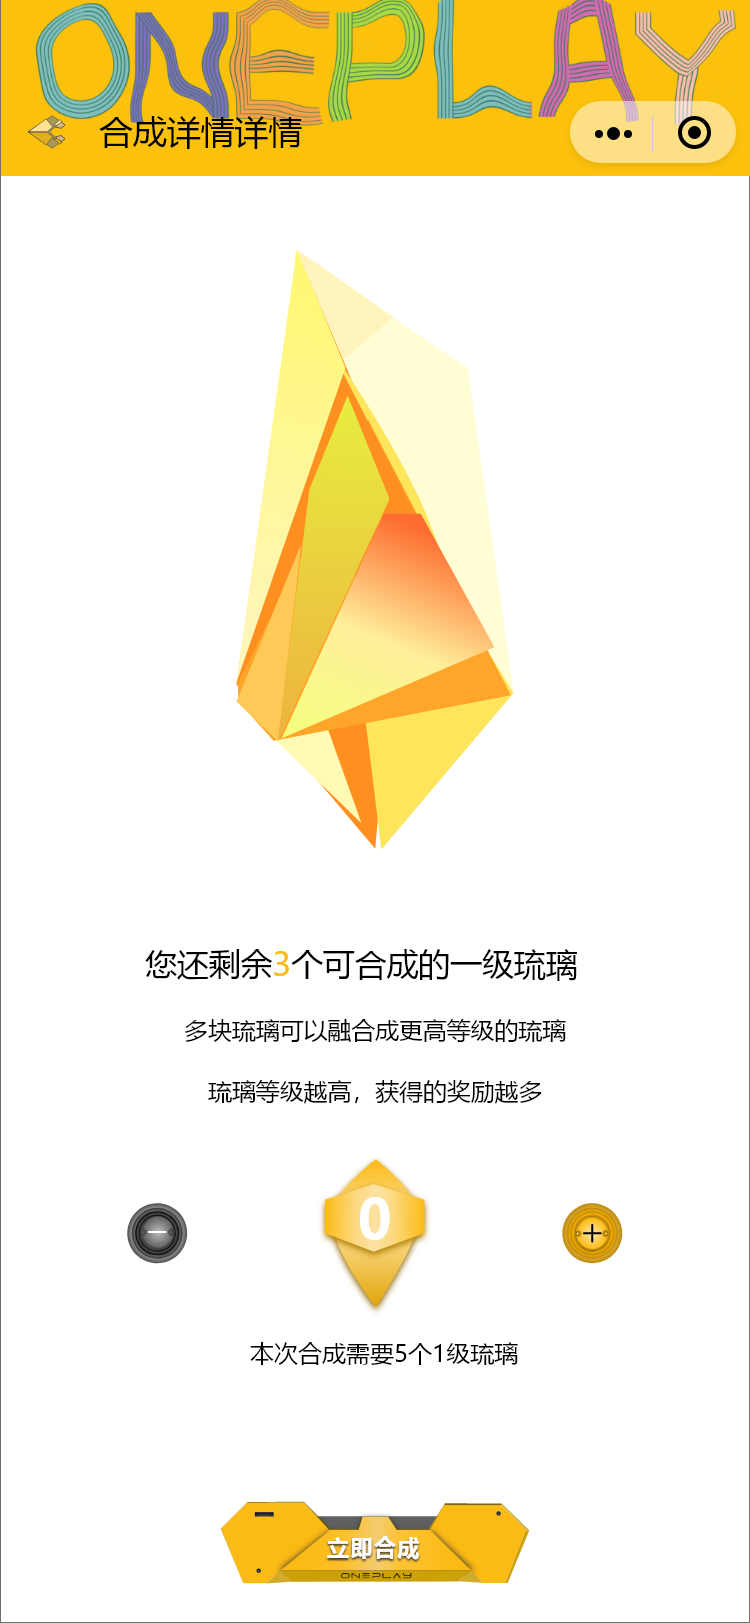 ONEPLAY
合成详情详情
您还剩余3个可合成的一级琉璃
多块琉璃可以融合成更高等级的琉璃
琉璃等级越高，获得的奖励越多
0
本次合成需要5个1级琉璃
立即合成
ONEPLAY